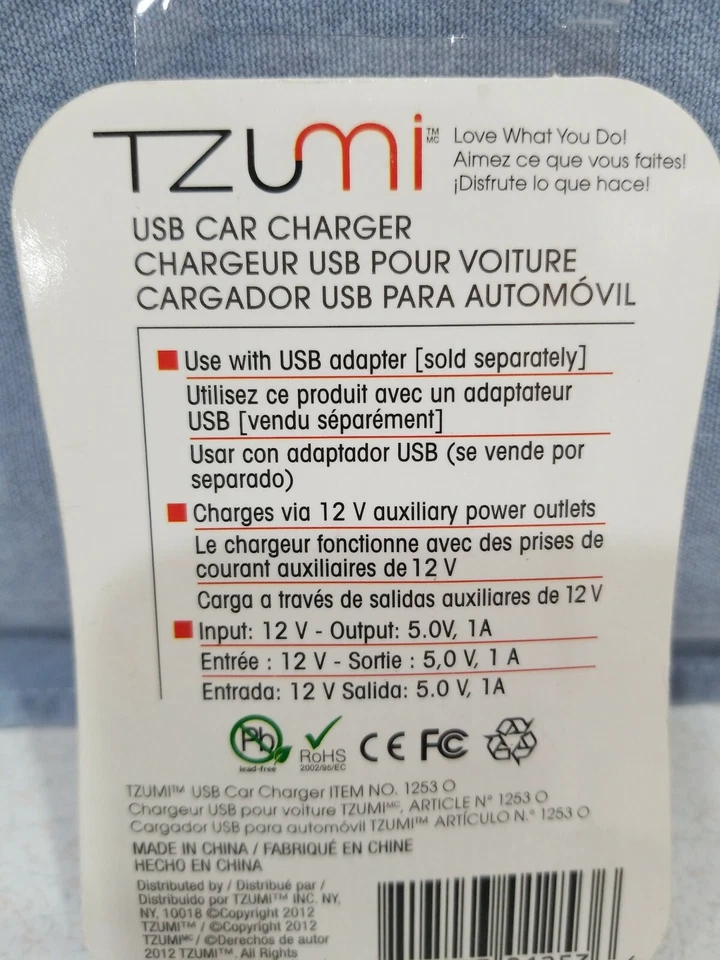 TZUMI TM MC
Love What You Do!
Aimez ce que vous faites!
¡Disfrute lo que hace!
USB CAR CHARGER
CHARGEUR USB POUR VOITURE
CARGADOR USB PARA AUTOMÓVIL
Use with USB adapter [sold separately]
Utilisez ce produit avec un adaptateur
USB [vendu séparément]
Usar con adaptador USB (se vende por
separado)
Charges via 12 V auxiliary power outlets
Le chargeur fonctionne avec des prises de
courant auxiliaires de 12 V
Carga a través de salidas auxiliares de 12 V
Input: 12 V - Output: 5.0V, 1A
Entrée : 12 V - Sortie : 5,0 V, 1 A
Entrada: 12 V Salida: 5.0 V, 1A
Pb
lead-free
RoHS
2002/95/EC
CE FC
TZUMI™ USB Car Charger ITEM NO. 1253 O
Chargeur USB pour voiture TZUMIᴹᶜ, ARTICLE N° 1253 O
Cargador USB para automóvil TZUMI™ ARTÍCULO N.° 1253 O
MADE IN CHINA / FABRIQUÉ EN CHINE
HECHO EN CHINA
Distributed by / Distribué par /
Distribuido por TZUMI™ INC. NY,
NY, 10018 ©Copyright 2012
TZUMI™ / ©Copyright 2012
TZUMIᴹᶜ/ ©Derechos de autor
2012 TZUMI™. All Rights